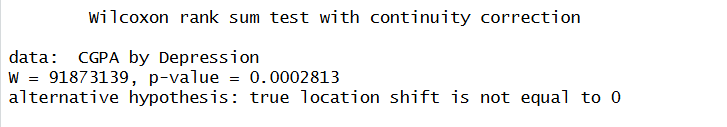 Wilcoxon rank sum test with continuity correction
data:  CGPA by Depression
W = 91873139, p-value = 0.0002813
alternative hypothesis: true location shift is not equal to 0